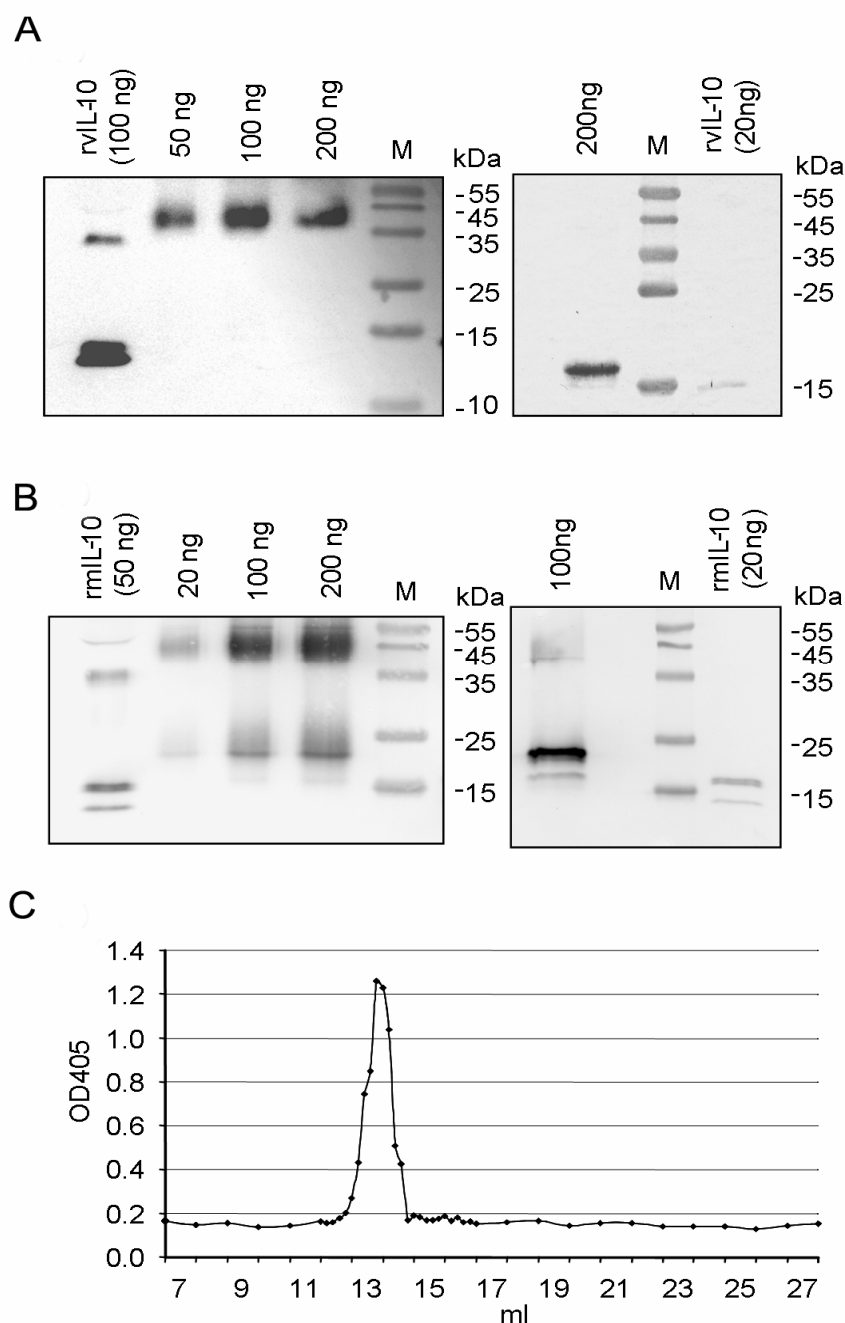 A
rvIL-10
(100 ng)
50 ng
100 ng
200 ng
M
kDa
-55
-45
-35
-25
-15
-10
200ng
M
rvIL-10
(20ng)
kDa
-55
-45
-35
-25
-15
B
rmIL-10
(50 ng)
20 ng
100 ng
200 ng
M
kDa
-55
-45
-35
-25
-15
100ng
M
rmIL-10
(20ng)
kDa
-55
-45
-35
-25
-15
C
OD405
1.4
1.2
1.0
0.8
0.6
0.4
0.2
0.0
7 9 11 13 15 17 19 21 23 25 27
ml